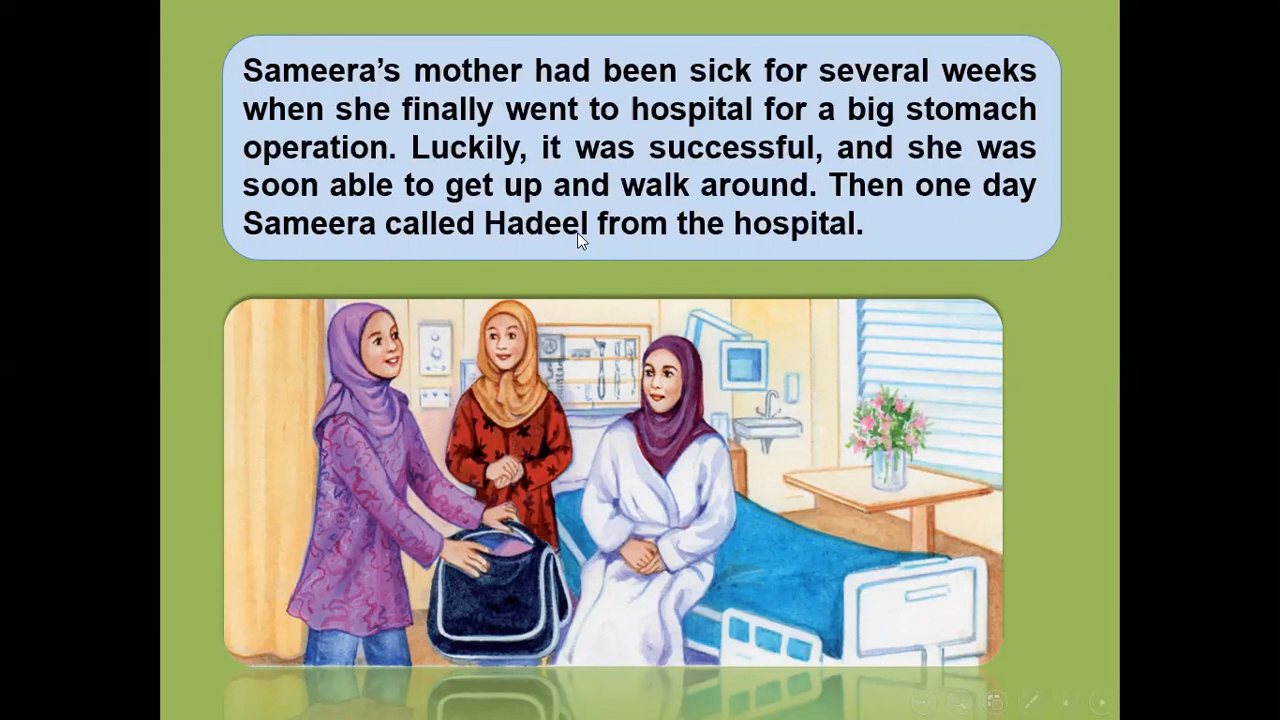 Sameera’s mother had been sick for several weeks
when she finally went to hospital for a big stomach
operation. Luckily, it was successful, and she was
soon able to get up and walk around. Then one day
Sameera called Hadeel from the hospital.